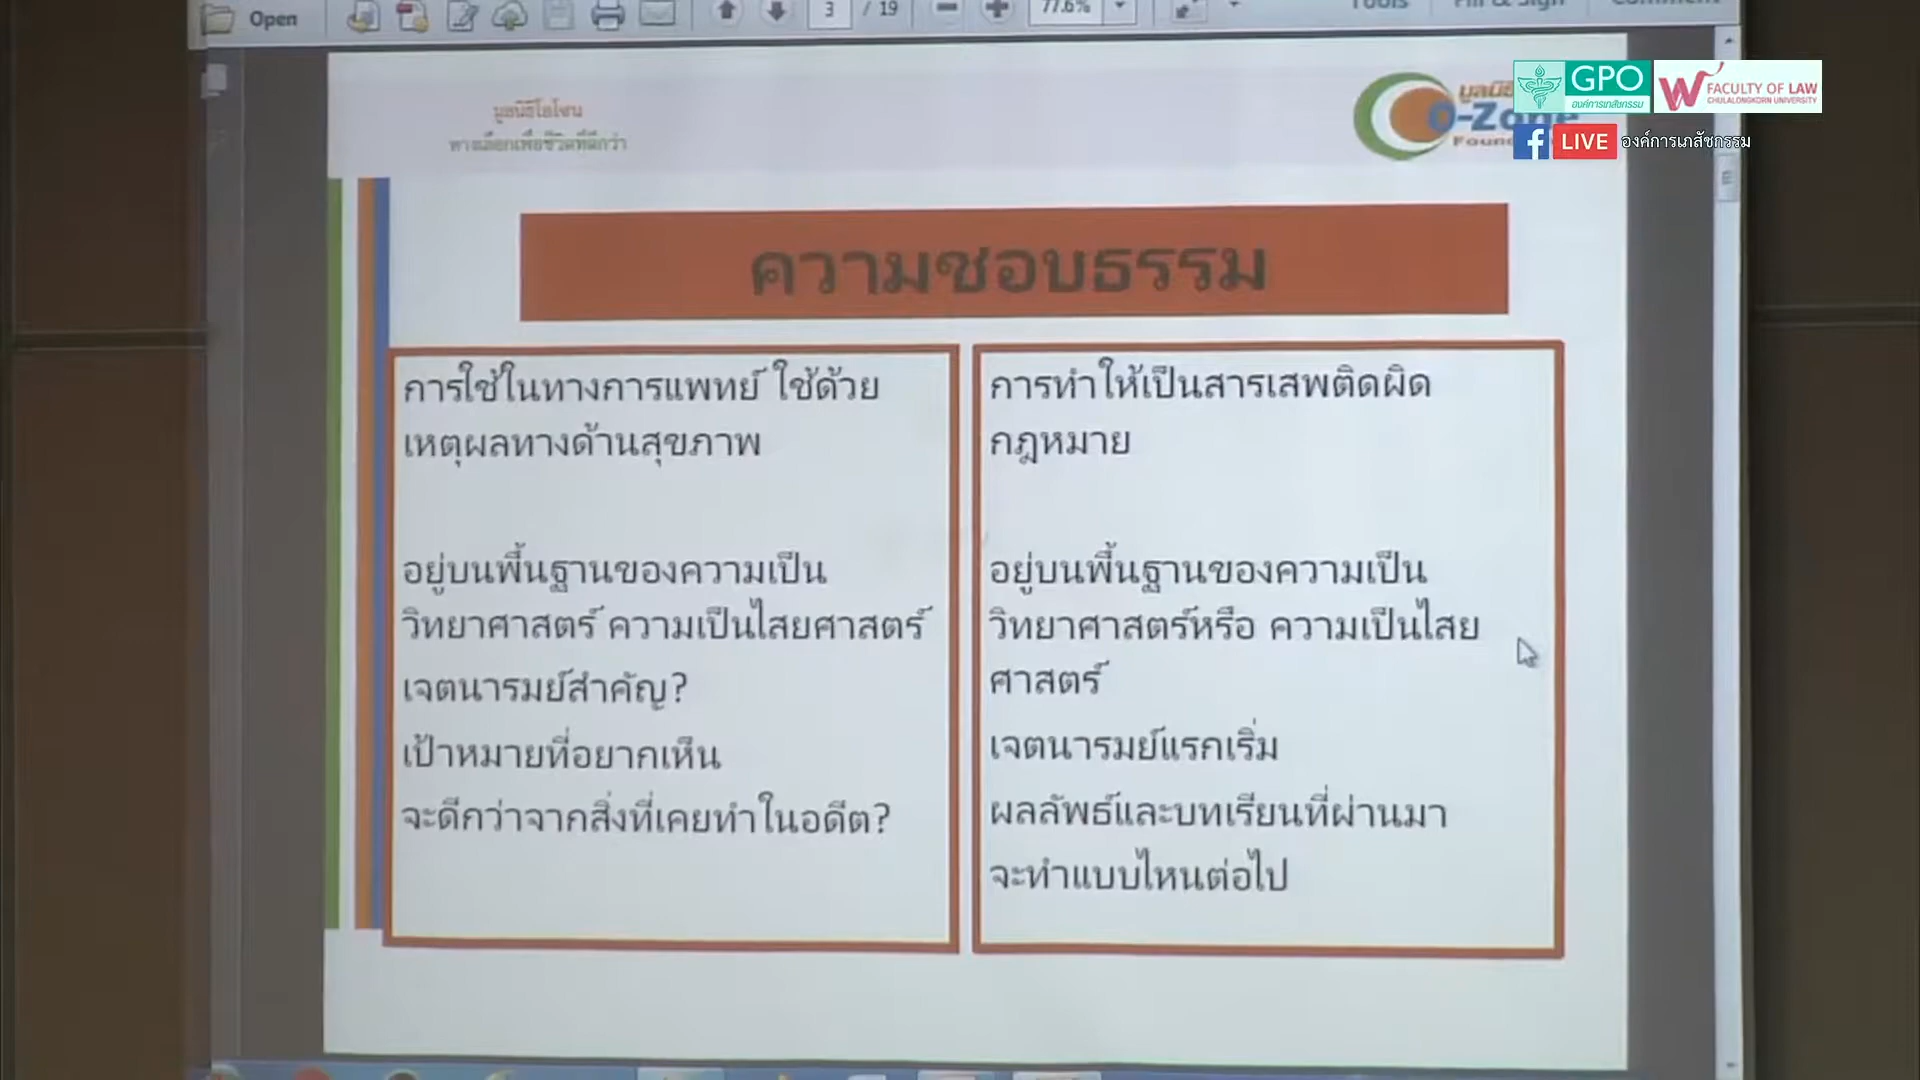 Open
3 / 19
77.6%
Tools
Fill & Sign
Comment
มูลนิธิโอโซน
ทางเลือกเพื่อชีวิตที่ดีกว่า
มูลนิธิ
O-Zone
GPO
องค์การเภสัชกรรม
FACULTY OF LAW
CHULALONGKORN UNIVERSITY
f LIVE องค์การเภสัชกรรม
ความชอบธรรม
การใช้ในทางการแพทย์ ใช้ด้วย
เหตุผลทางด้านสุขภาพ
อยู่บนพื้นฐานของความเป็น
วิทยาศาสตร์ ความเป็นไสยศาสตร์
เจตนารมย์สำคัญ?
เป้าหมายที่อยากเห็น
จะดีกว่าจากสิ่งที่เคยทำในอดีต?
การทำให้เป็นสารเสพติดผิด
กฎหมาย
อยู่บนพื้นฐานของความเป็น
วิทยาศาสตร์หรือ ความเป็นไสย
ศาสตร์
เจตนารมย์แรกเริ่ม
ผลลัพธ์และบทเรียนที่ผ่านมา
จะทำแบบไหนต่อไป